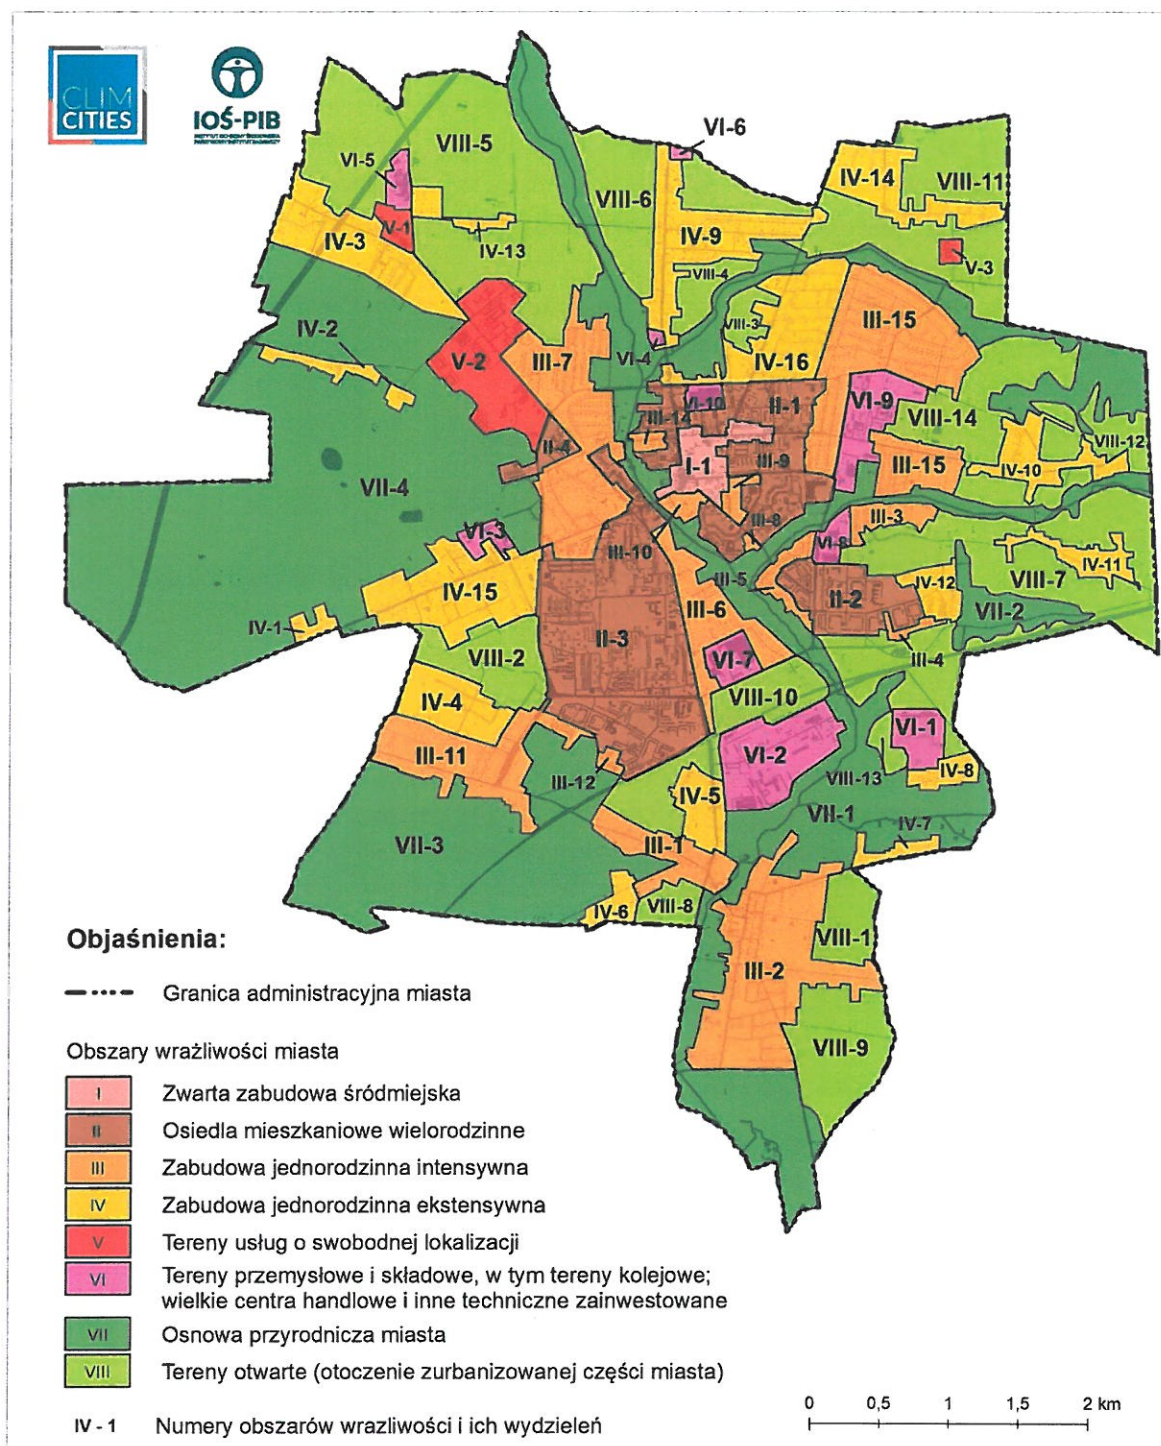 CLIM
CITIES
IOŚ-PIB
INSTYTUT OCHRONY ŚRODOWISKA
PAŃSTWOWY INSTYTUT BADAWCZY
VI-6
VIII-5
VI-5
IV-14
VIII-11
VIII-6
V-1
IV-3
IV-13
IV-9
V-3
VIII-4
IV-2
VIII-3
III-15
V-2
III-7
VI-4
IV-16
VI-10
II-1
VI-9
VIII-14
III-14
II-4
VIII-12
I-1
III-9
III-15
IV-10
VII-4
III-8
III-3
VI-3
III-10
VI-8
IV-11
III-5
VIII-7
IV-12
IV-15
III-6
II-2
VII-2
IV-1
II-3
VIII-2
VI-7
III-4
VIII-10
IV-4
VI-1
III-11
VI-2
III-12
VIII-13
IV-8
IV-5
VII-1
IV-7
VII-3
III-1
IV-6
VIII-8
VIII-1
III-2
VIII-9
Objaśnienia:
Granica administracyjna miasta
Obszary wrażliwości miasta
I Zwarta zabudowa śródmiejska
II Osiedla mieszkaniowe wielorodzinne
III Zabudowa jednorodzinna intensywna
IV Zabudowa jednorodzinna ekstensywna
V Tereny usług o swobodnej lokalizacji
VI Tereny przemysłowe i składowe, w tym tereny kolejowe;
wielkie centra handlowe i inne techniczne zainwestowane
VII Osnowa przyrodnicza miasta
VIII Tereny otwarte (otoczenie zurbanizowanej części miasta)
IV - 1 Numery obszarów wrazliwości i ich wydzieleń
0 0,5 1 1,5 2 km